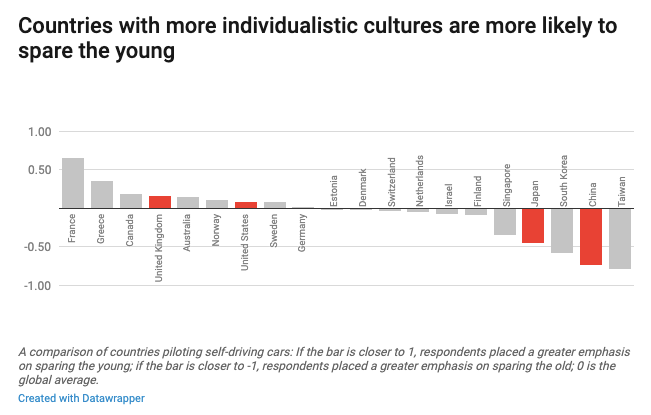 Countries with more individualistic cultures are more likely to
spare the young
1.00
0.50
-0.50
-1.00
France
Greece
Canada
United Kingdom
Australia
Norway
United States
Sweden
Germany
Estonia
Denmark
Switzerland
Netherlands
Israel
Finland
Singapore
Japan
South Korea
China
Taiwan
A comparison of countries piloting self-driving cars: If the bar is closer to 1, respondents placed a greater emphasis
on sparing the young; if the bar is closer to -1, respondents placed a greater emphasis on sparing the old; 0 is the
global average.
Created with Datawrapper